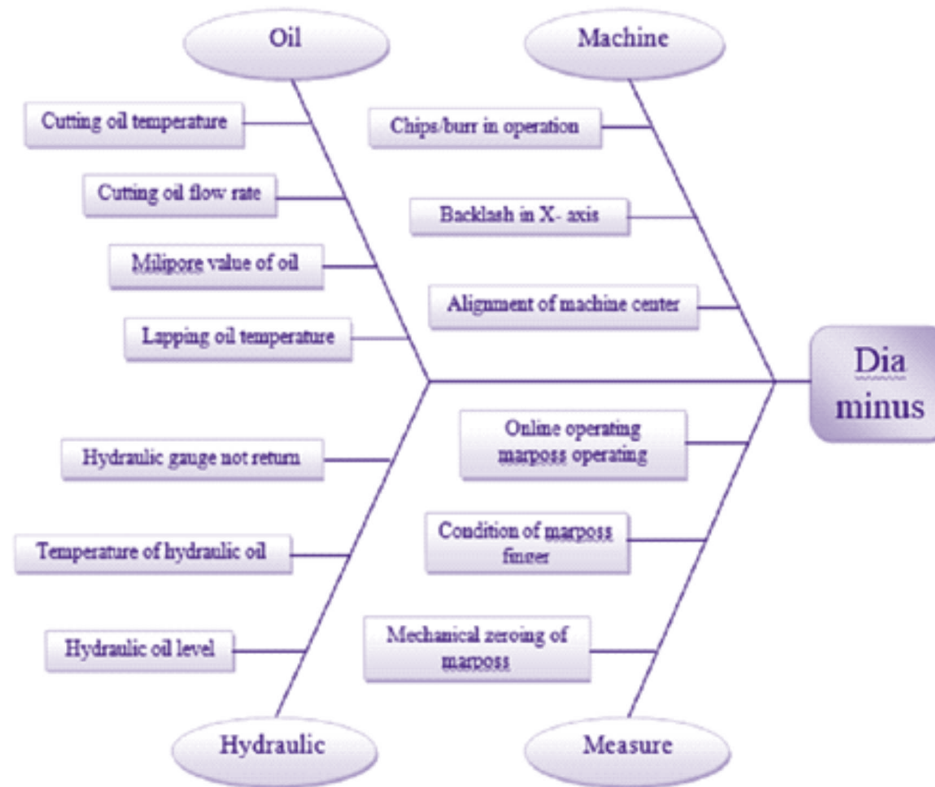 Oil
Machine
Cutting oil temperature
Cutting oil flow rate
Milipore value of oil
Lapping oil temperature
Chips/burr in operation
Backlash in X- axis
Alignment of machine center
Dia
minus
Hydraulic gauge not return
Temperature of hydraulic oil
Hydraulic oil level
Online operating
marposs operating
Condition of marposs
finger
Mechanical zeroing of
marposs
Hydraulic
Measure